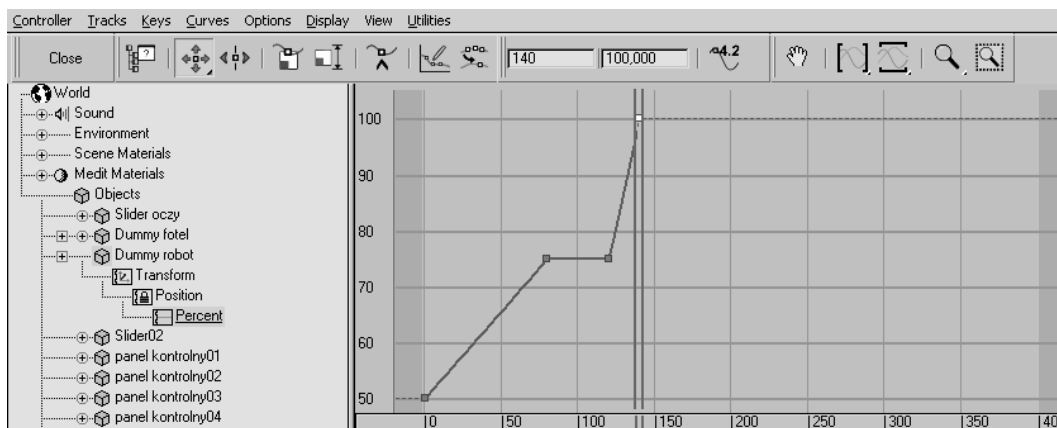 Controller Tracks Keys Curves Options Display View Utilities
Close ? 140 100,000 4.2
World
Sound
Environment
Scene Materials
Medit Materials
Objects
Slider oczy
Dummy fotel
Dummy robot
Transform
Position
Percent
Slider02
panel kontrolny01
panel kontrolny02
panel kontrolny03
panel kontrolny04
100
90
80
70
60
50
0 50 100 150 200 250 300 350 40